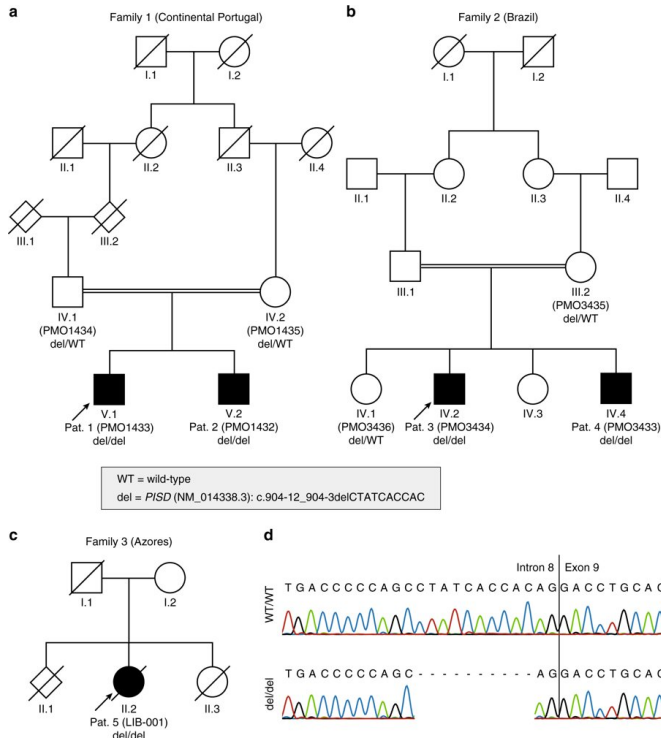 a
Family 1 (Continental Portugal)
I.1
I.2
II.1
II.2
II.3
II.4
III.1
III.2
IV.1
(PMO1434)
del/WT
IV.2
(PMO1435)
del/WT
V.1
Pat. 1 (PMO1433)
del/del
V.2
Pat. 2 (PMO1432)
del/del
b
Family 2 (Brazil)
I.1
I.2
II.1
II.2
II.3
II.4
III.1
III.2
(PMO3435)
del/WT
IV.1
(PMO3436)
del/WT
IV.2
Pat. 3 (PMO3434)
del/del
IV.3
IV.4
Pat. 4 (PMO3433)
del/del
WT = wild-type
del = PISD (NM_014338.3): c.904-12_904-3delCTATCACCAC
c
Family 3 (Azores)
I.1
I.2
II.1
II.2
Pat. 5 (LIB-001)
del/del
II.3
d
Intron 8 Exon 9
WT/WT
TGACCCCCAGCCTATCACCACAGGACCTGCAC
del/del
TGACCCCCAGC----------AGGACCTGCAC